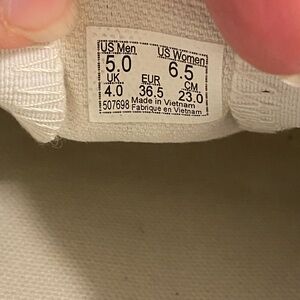 US Men US Women
5.0 6.5
UK EUR CM
4.0 36.5 23.0
507698 Made in Vietnam
Fabrique en Vietnam